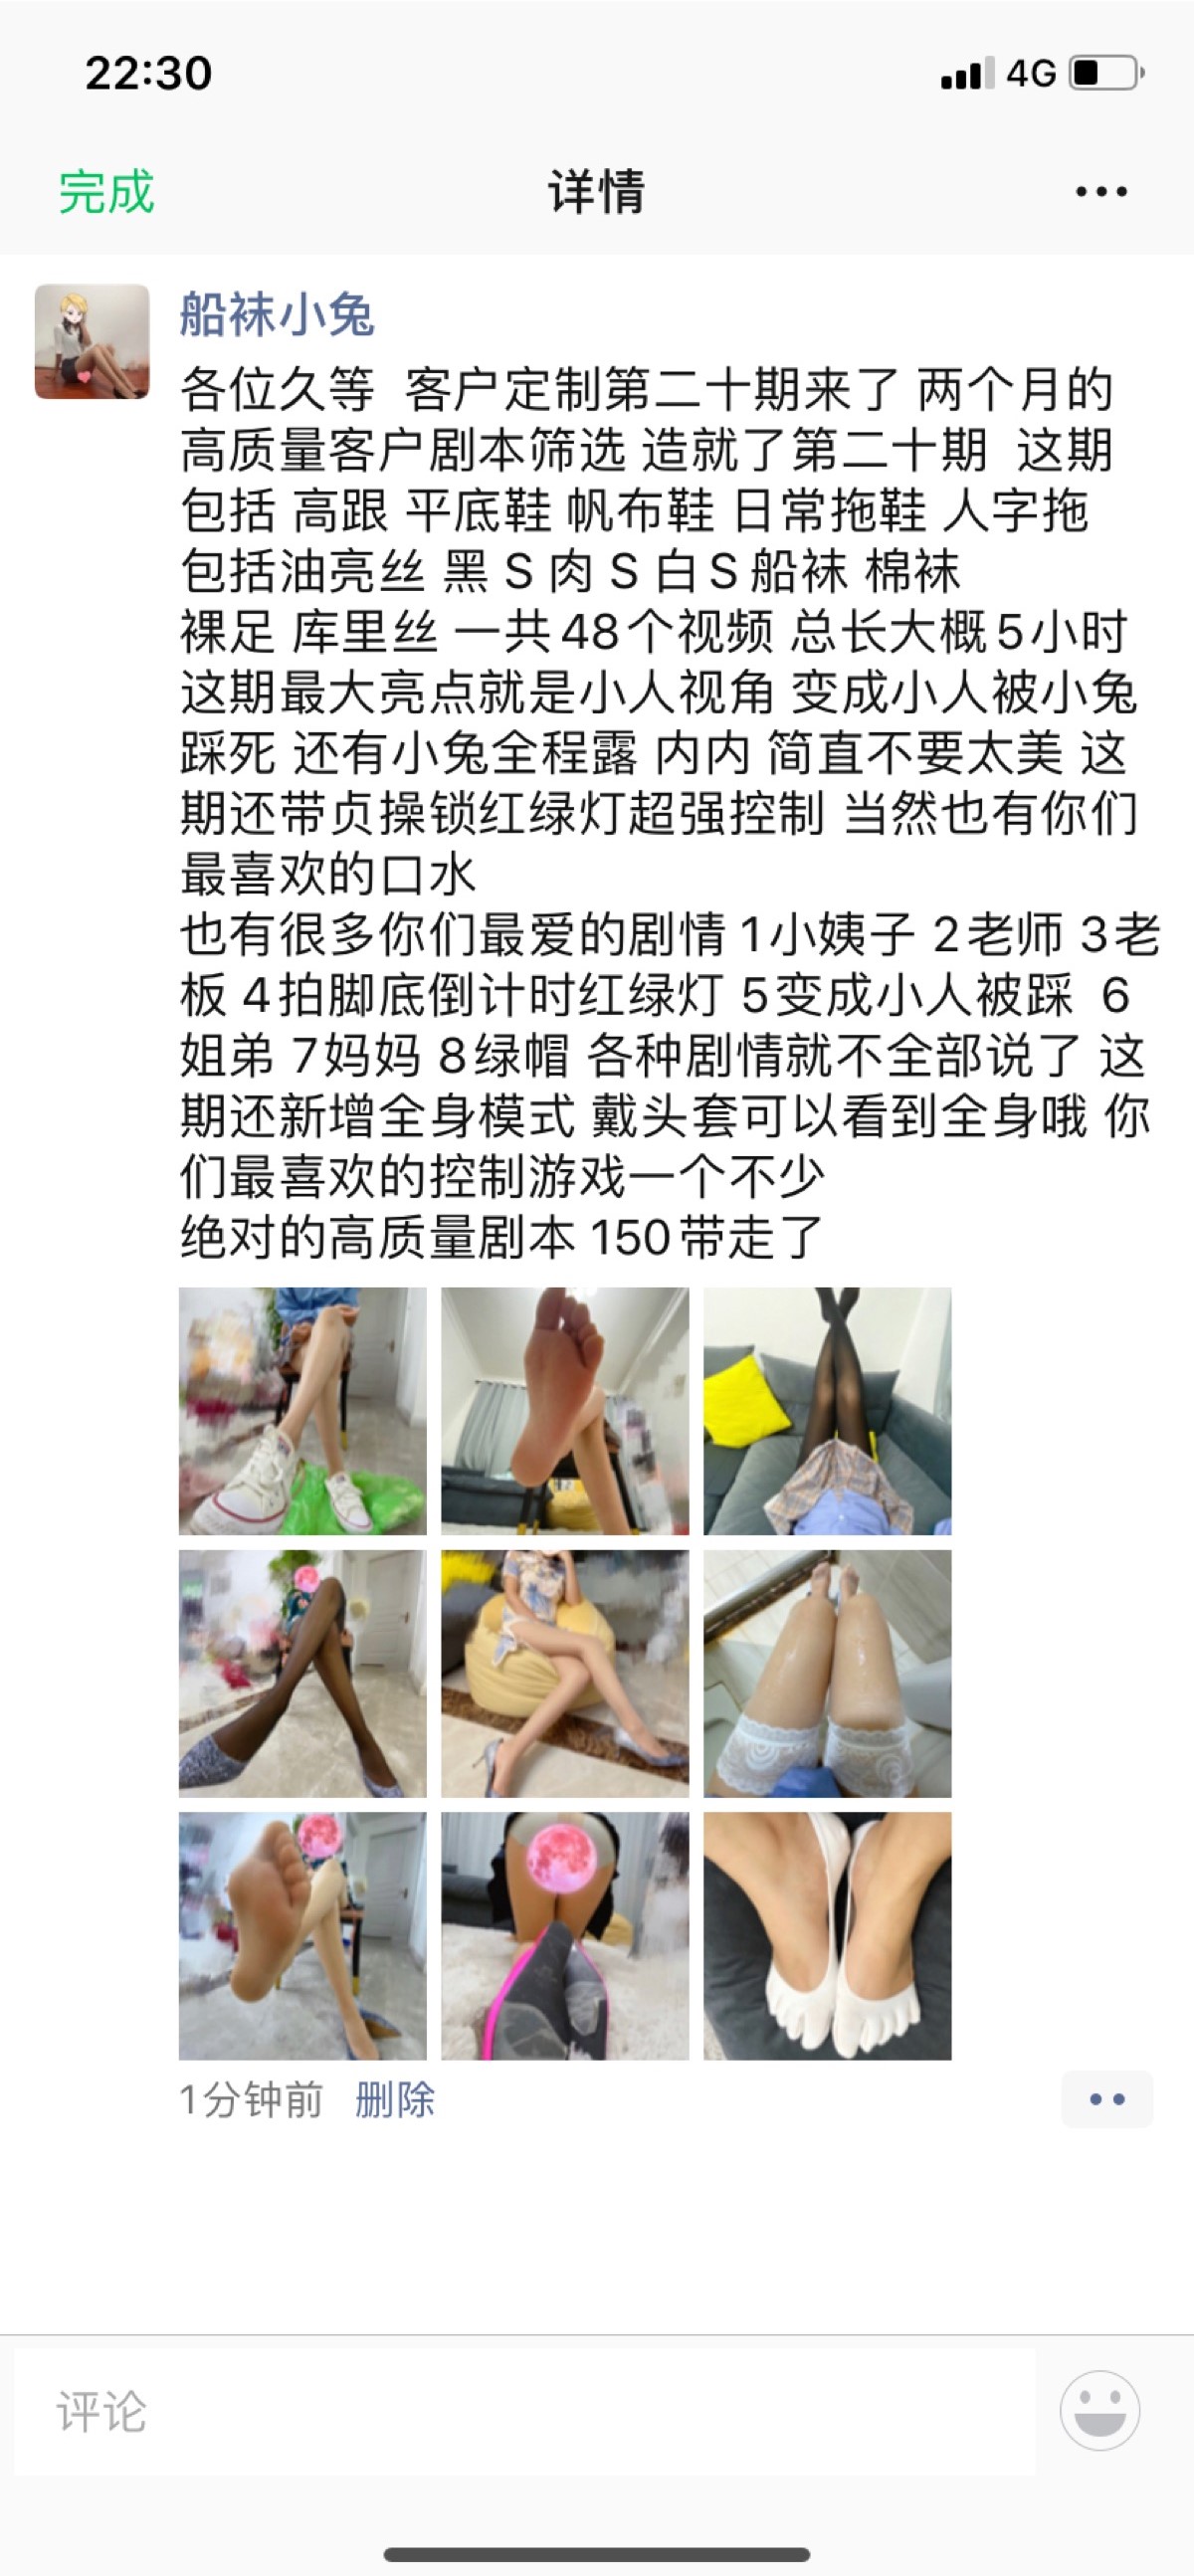 22:30
4G
完成
详情
船袜小兔
各位久等 客户定制第二十期来了 两个月的
高质量客户剧本筛选 造就了第二十期 这期
包括 高跟 平底鞋 帆布鞋 日常拖鞋 人字拖
包括油亮丝 黑 S 肉 S 白 S 船袜 棉袜
裸足 库里丝 一共48个视频 总长大概5小时
这期最大亮点就是小人视角 变成小人被小兔
踩死 还有小兔全程露 内内 简直不要太美 这
期还带贞操锁红绿灯超强控制 当然也有你们
最喜欢的口水
也有很多你们最爱的剧情 1小姨子 2老师 3老
板 4拍脚底倒计时红绿灯 5变成小人被踩 6
姐弟 7妈妈 8绿帽 各种剧情就不全部说了 这
期还新增全身模式 戴头套可以看到全身哦 你
们最喜欢的控制游戏一个不少
绝对的高质量剧本 150带走了
1分钟前 删除
评论